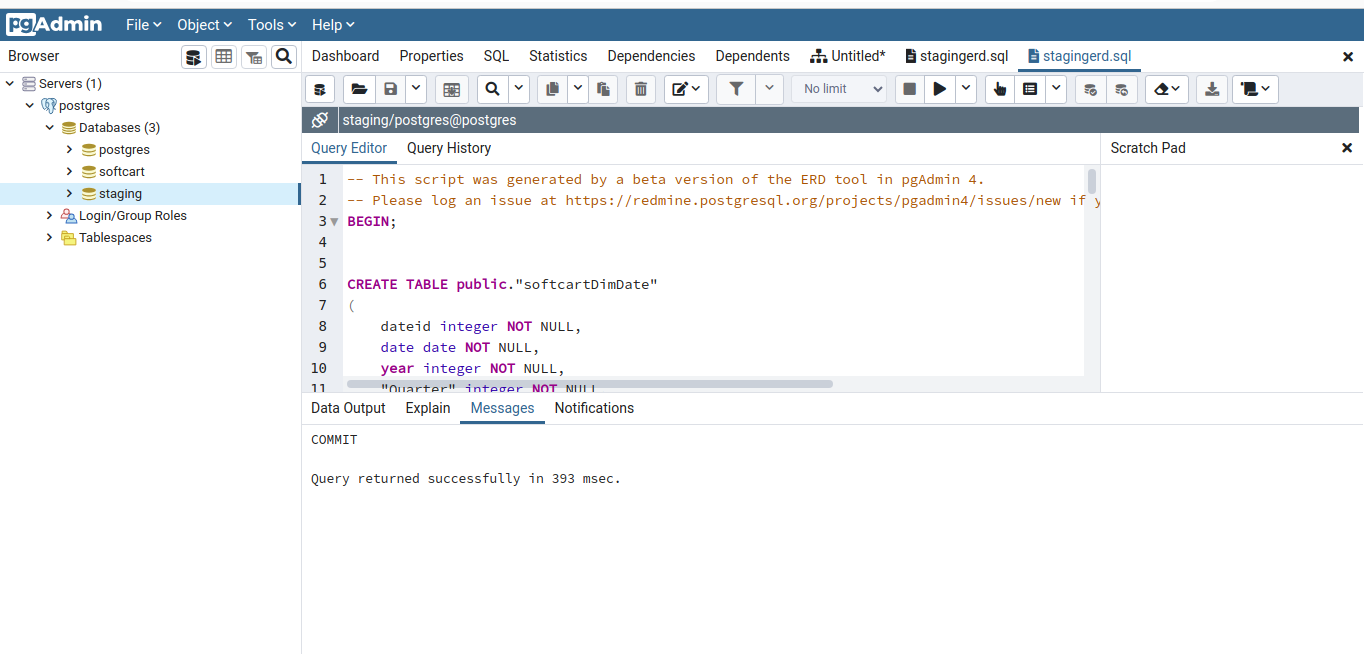 pgAdmin File Object Tools Help
Browser
Dashboard Properties SQL Statistics Dependencies Dependents Untitled* stagingerd.sql stagingerd.sql
Servers (1)
postgres
Databases (3)
postgres
softcart
staging
Login/Group Roles
Tablespaces
No limit
staging/postgres@postgres
Query Editor Query History
Scratch Pad
1 -- This script was generated by a beta version of the ERD tool in pgAdmin 4.
2 -- Please log an issue at https://redmine.postgresql.org/projects/pgadmin4/issues/new if y
3 BEGIN;
4
5
6 CREATE TABLE public."softcartDimDate"
7 (
8 dateid integer NOT NULL,
9 date date NOT NULL,
10 year integer NOT NULL,
11 "Quarter" integer NOT NULL
Data Output Explain Messages Notifications
COMMIT
Query returned successfully in 393 msec.